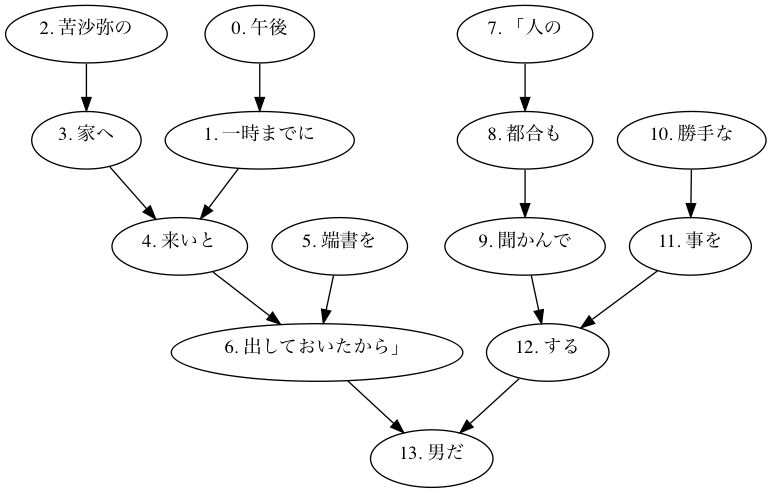 2. 苦沙弥の
0. 午後
7. 「人の
3. 家へ
1. 一時までに
8. 都合も
10. 勝手な
4. 来いと
5. 端書を
9. 聞かんで
11. 事を
6. 出しておいたから」
12. する
13. 男だ